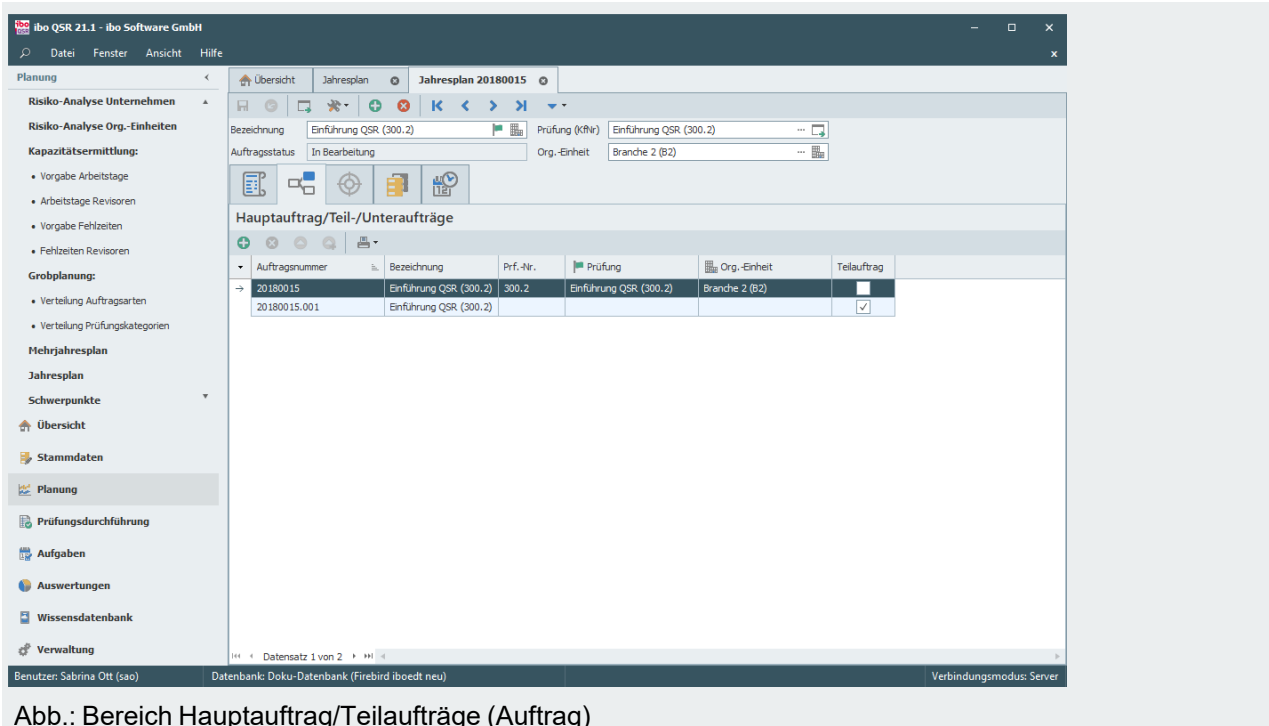 ibo QSR 21.1 - ibo Software GmbH
Datei Fenster Ansicht Hilfe
Planung
Risiko-Analyse Unternehmen
Risiko-Analyse Org.-Einheiten
Kapazitätsermittlung:
• Vorgabe Arbeitstage
• Arbeitstage Revisoren
• Vorgabe Fehlzeiten
• Fehlzeiten Revisoren
Grobplanung:
• Verteilung Auftragsarten
• Verteilung Prüfungskategorien
Mehrjahresplan
Jahresplan
Schwerpunkte
Übersicht
Stammdaten
Planung
Prüfungsdurchführung
Aufgaben
Auswertungen
Wissensdatenbank
Verwaltung
Übersicht Jahresplan Jahresplan 20180015
Bezeichnung Einführung QSR (300.2) Prüfung (KfNr) Einführung QSR (300.2) ...
Auftragsstatus In Bearbeitung Org.-Einheit Branche 2 (B2) ...
Hauptauftrag/Teil-/Unteraufträge
Auftragsnummer Bezeichnung Prf.-Nr. Prüfung Org.-Einheit Teilauftrag
20180015 Einführung QSR (300.2) 300.2 Einführung QSR (300.2) Branche 2 (B2)
20180015.001 Einführung QSR (300.2)
Datensatz 1 von 2
Benutzer: Sabrina Ott (sao) Datenbank: Doku-Datenbank (Firebird iboedt neu) Verbindungsmodus: Server
Abb.: Bereich Hauptauftrag/Teilaufträge (Auftrag)